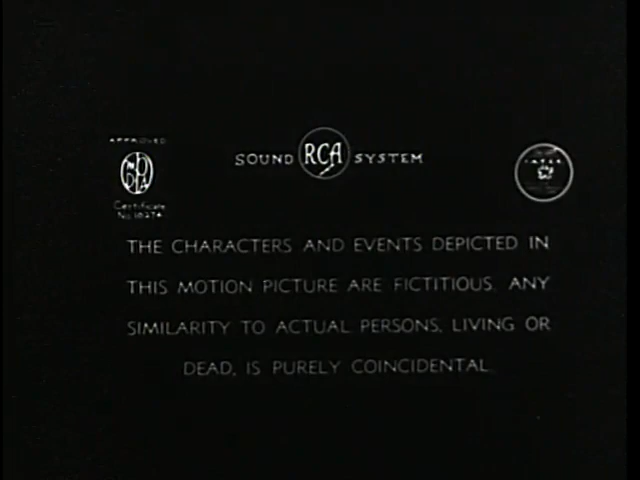 APPROVED
SOUND RCA SYSTEM
Certificate
No. 16274
THE CHARACTERS AND EVENTS DEPICTED IN
THIS MOTION PICTURE ARE FICTITIOUS. ANY
SIMILARITY TO ACTUAL PERSONS, LIVING OR
DEAD, IS PURELY COINCIDENTAL.